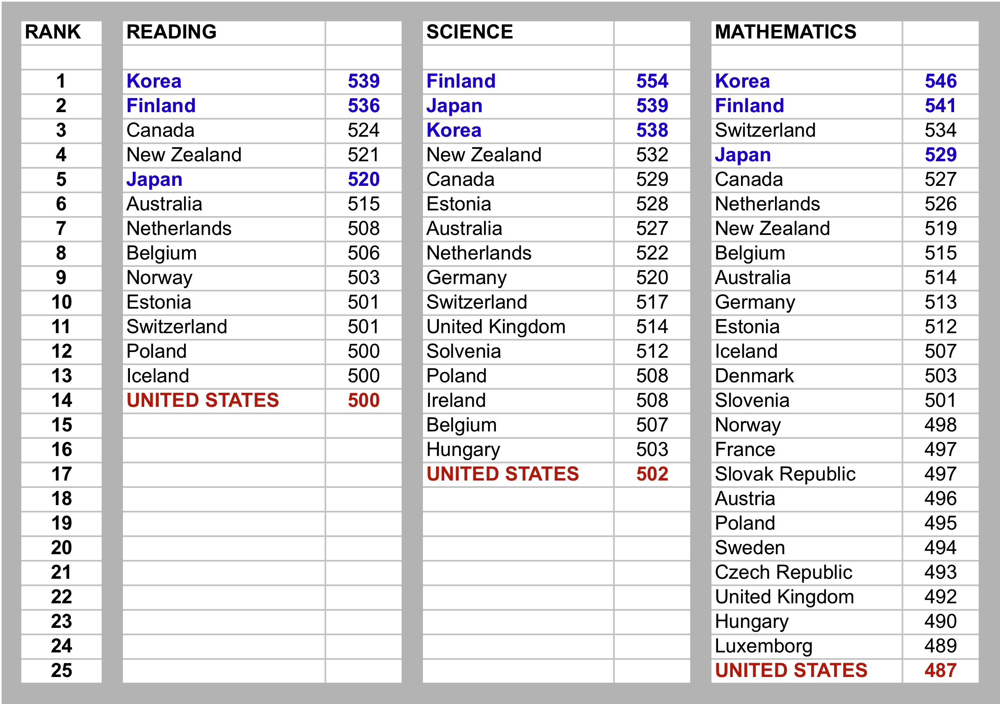 RANK READING SCIENCE MATHEMATICS
1 Korea 539 Finland 554 Korea 546
2 Finland 536 Japan 539 Finland 541
3 Canada 524 Korea 538 Switzerland 534
4 New Zealand 521 New Zealand 532 Japan 529
5 Japan 520 Canada 529 Canada 527
6 Australia 515 Estonia 528 Netherlands 526
7 Netherlands 508 Australia 527 New Zealand 519
8 Belgium 506 Netherlands 522 Belgium 515
9 Norway 503 Germany 520 Australia 514
10 Estonia 501 Switzerland 517 Germany 513
11 Switzerland 501 United Kingdom 514 Estonia 512
12 Poland 500 Solvenia 512 Iceland 507
13 Iceland 500 Poland 508 Denmark 503
14 UNITED STATES 500 Ireland 508 Slovenia 501
15 Belgium 507 Norway 498
16 Hungary 503 France 497
17 UNITED STATES 502 Slovak Republic 497
18 Austria 496
19 Poland 495
20 Sweden 494
21 Czech Republic 493
22 United Kingdom 492
23 Hungary 490
24 Luxemborg 489
25 UNITED STATES 487